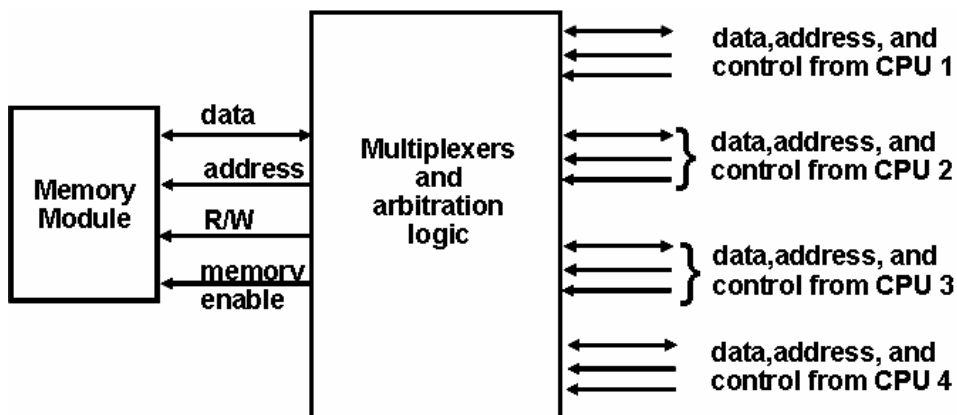 Memory
Module
data
address
R/W
memory
enable
Multiplexers
and
arbitration
logic
data,address, and
control from CPU 1
data,address, and
control from CPU 2
data,address, and
control from CPU 3
data,address, and
control from CPU 4